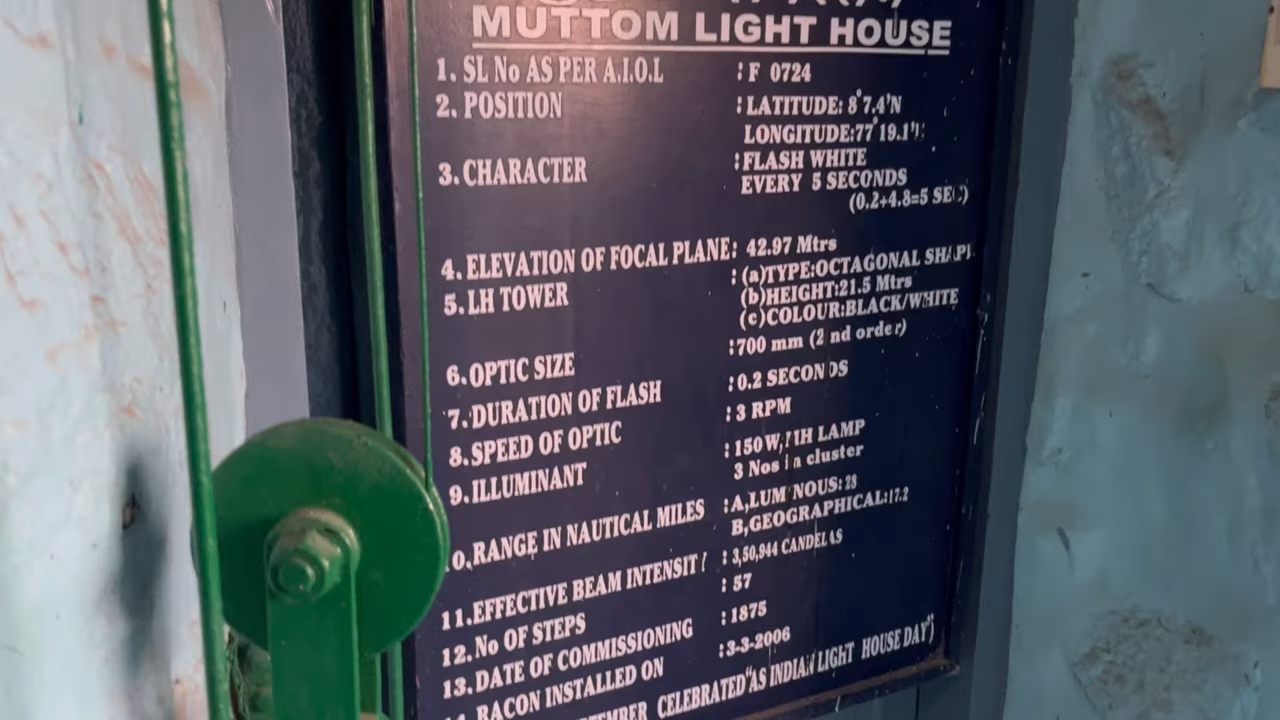 MUTTOM LIGHT HOUSE
1. SL No AS PER A.I.O.L : F 0724
2. POSITION : LATITUDE: 8°7.4'N
LONGITUDE:77°19.1'
3. CHARACTER : FLASH WHITE
EVERY 5 SECONDS
(0.2+4.8=5 SEC)
4. ELEVATION OF FOCAL PLANE: 42.97 Mtrs
5. LH TOWER : (a)TYPE:OCTAGONAL SHAPE
(b)HEIGHT:21.5 Mtrs
(c)COLOUR:BLACK/WHITE
6. OPTIC SIZE : 700 mm (2 nd order)
7. DURATION OF FLASH : 0.2 SECONDS
8. SPEED OF OPTIC : 3 RPM
9. ILLUMINANT : 150 W, MH LAMP
3 Nos in cluster
0, RANGE IN NAUTICAL MILES : A, LUMINOUS: 28
B, GEOGRAPHICAL:17.2
11. EFFECTIVE BEAM INTENSITY : 3,50,944 CANDELAS
12. No OF STEPS : 57
13. DATE OF COMMISSIONING : 1875
RACON INSTALLED ON : 3-3-2006
CELEBRATED "AS INDIAN LIGHT HOUSE DAY")